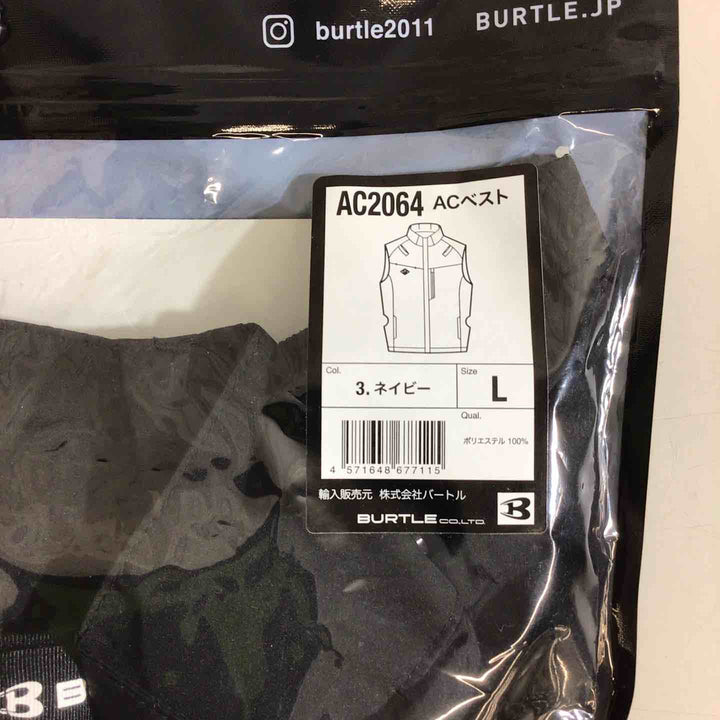 burtle2011
BURTLE.JP
AC2064 ACベスト
Col.
3.ネイビー
Size
L
Qual.
ポリエステル 100%
4 571648 677115
輸入販売元 株式会社バートル
BURTLE CO.LTD.
B
B B